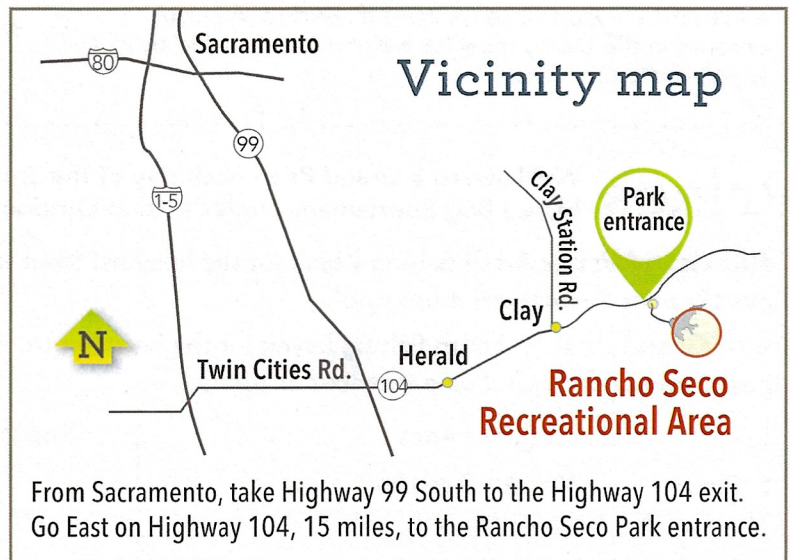 Sacramento
80
Vicinity map
99
Clay Station Rd.
Park
entrance
1-5
Clay
N
Herald
Twin Cities Rd.
104
Rancho Seco
Recreational Area
From Sacramento, take Highway 99 South to the Highway 104 exit.
Go East on Highway 104, 15 miles, to the Rancho Seco Park entrance.